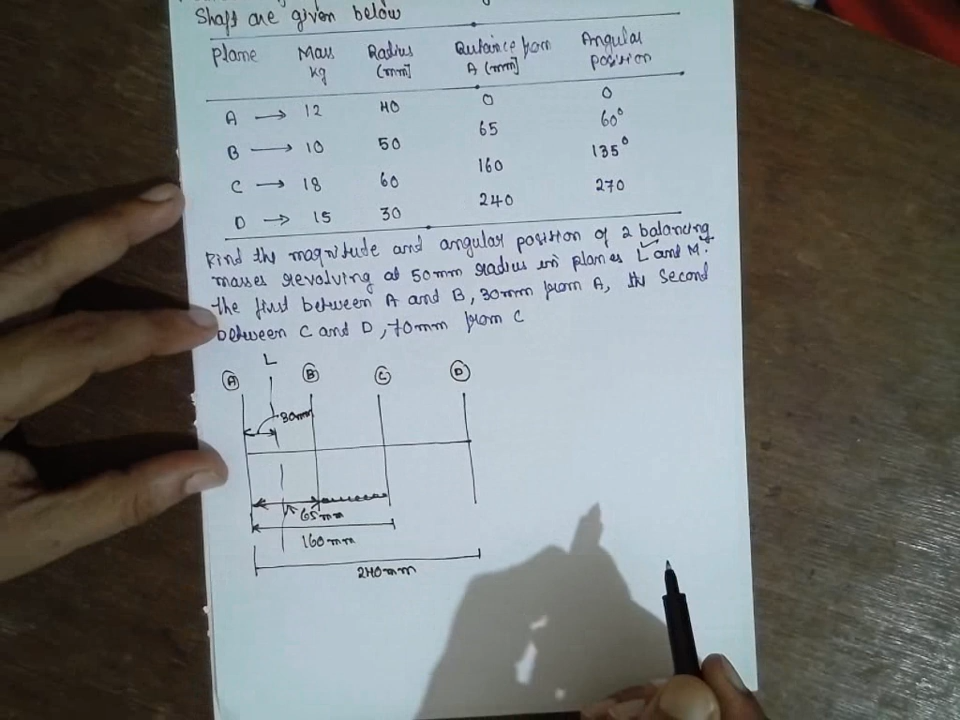 Shaft are given below
Plane Mass kg Radius (mm) Distance from A (mm) Angular position
A → 12 40 0 0
B → 10 50 65 60°
C → 18 60 160 135°
D → 15 30 240 270
Find the magnitude and angular position of 2 balancing
masses revolving at 50mm radius in planes L and M.
the first between A and B, 30mm from A, the second
between C and D, 70mm from C
L
A B C D
30mm
65mm
160mm
240mm